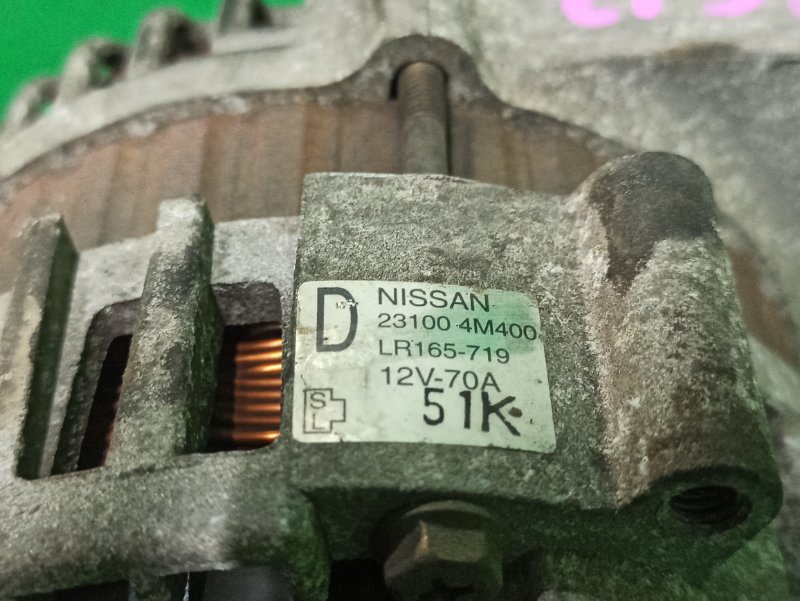 D
NISSAN
23100 4M400
LR165-719
12V-70A
S
L
51K